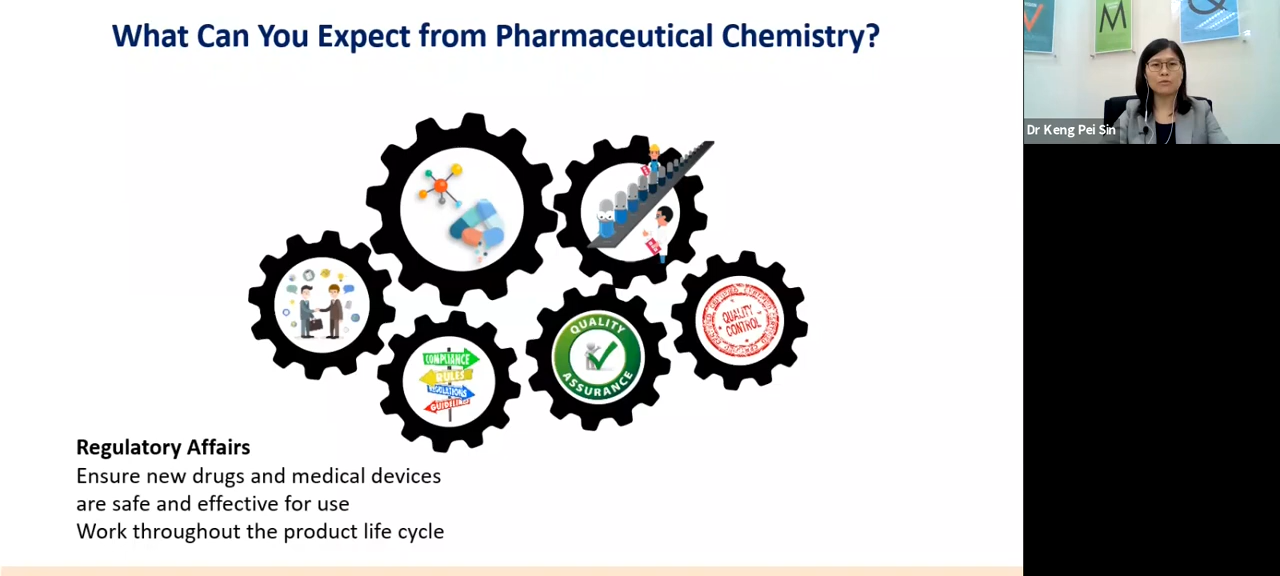 What Can You Expect from Pharmaceutical Chemistry?
M
Dr Keng Pei Sin
COMPLIANCE
RULES
REGULATIONS
GUIDELINES
QUALITY
ASSURANCE
QUALITY
CONTROL
Regulatory Affairs
Ensure new drugs and medical devices
are safe and effective for use
Work throughout the product life cycle